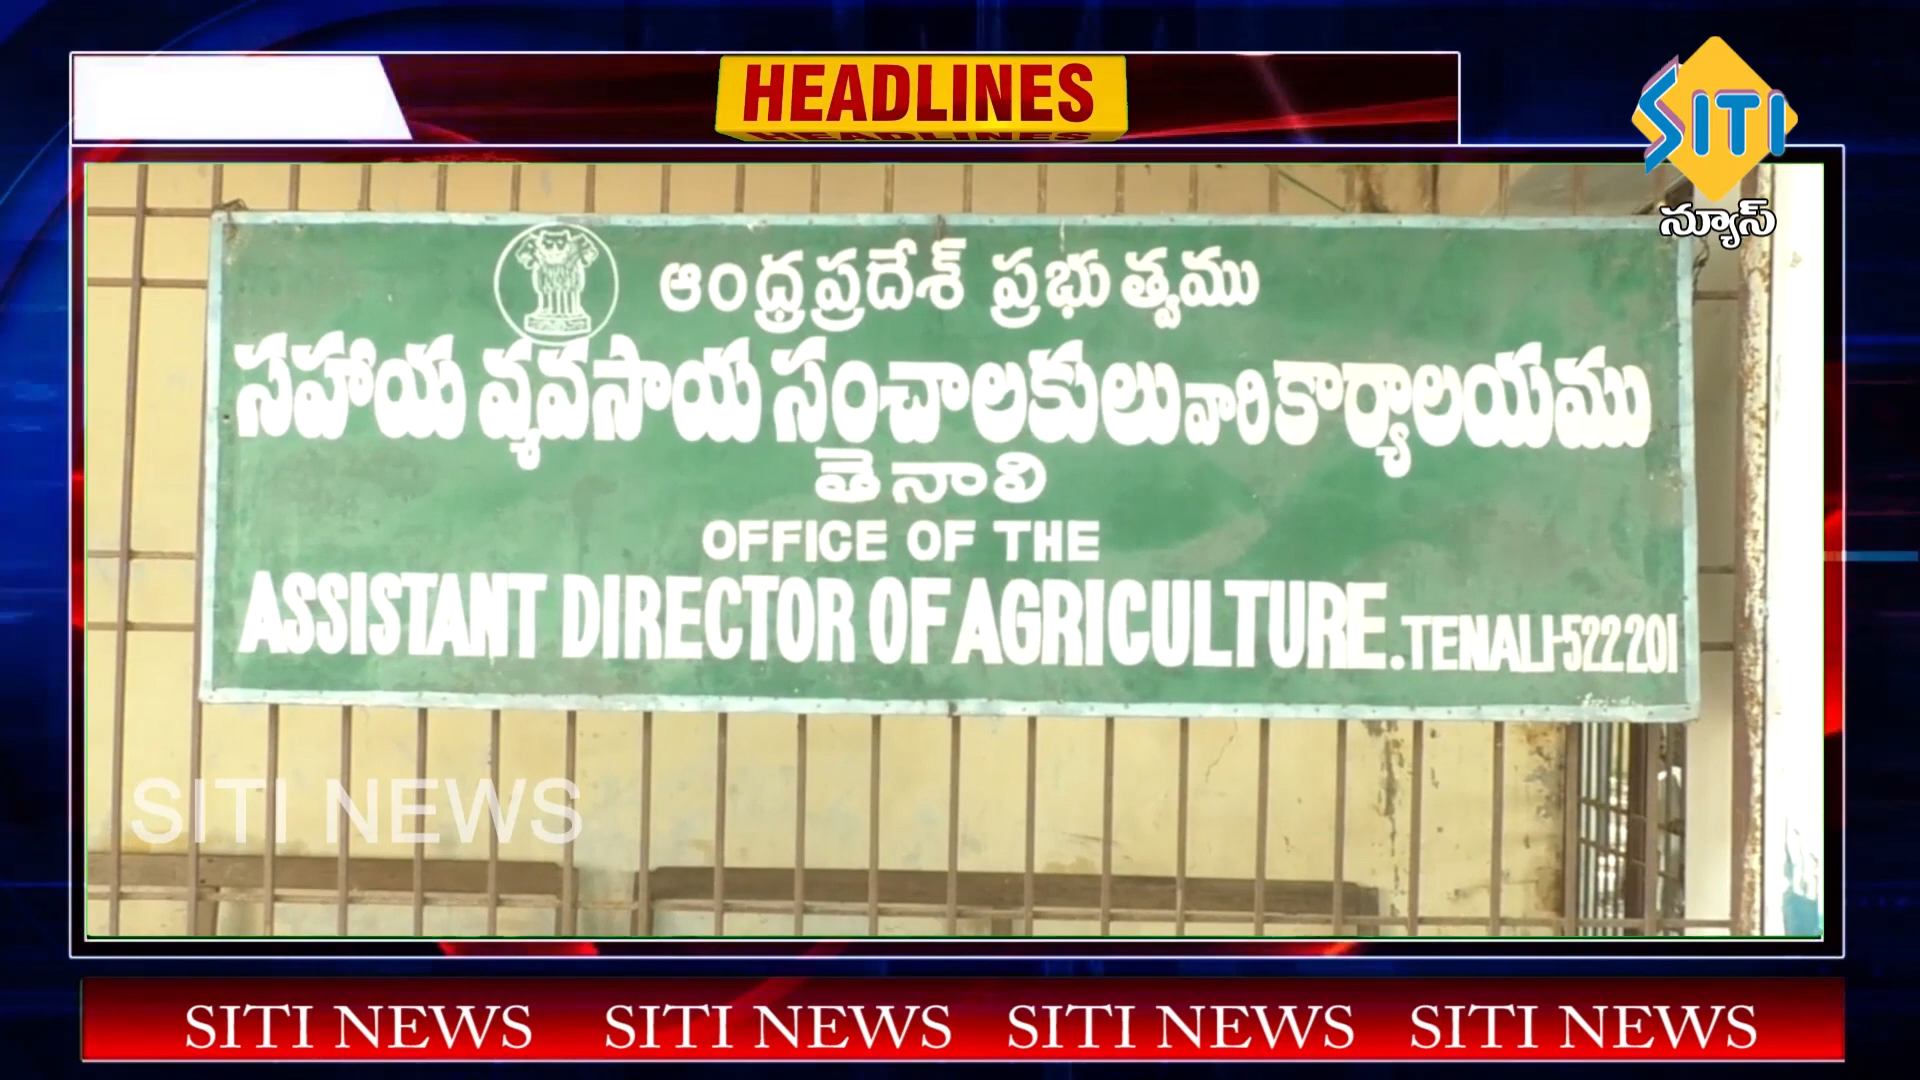 HEADLINES
SITI
న్యూస్
ఆంధ్రప్రదేశ్ ప్రభుత్వము
సహాయ వ్యవసాయ సంచాలకులు వారి కార్యాలయము
తెనాలి
OFFICE OF THE
ASSISTANT DIRECTOR OF AGRICULTURE. TENALI-522201
SITI NEWS
SITI NEWS SITI NEWS SITI NEWS SITI NEWS